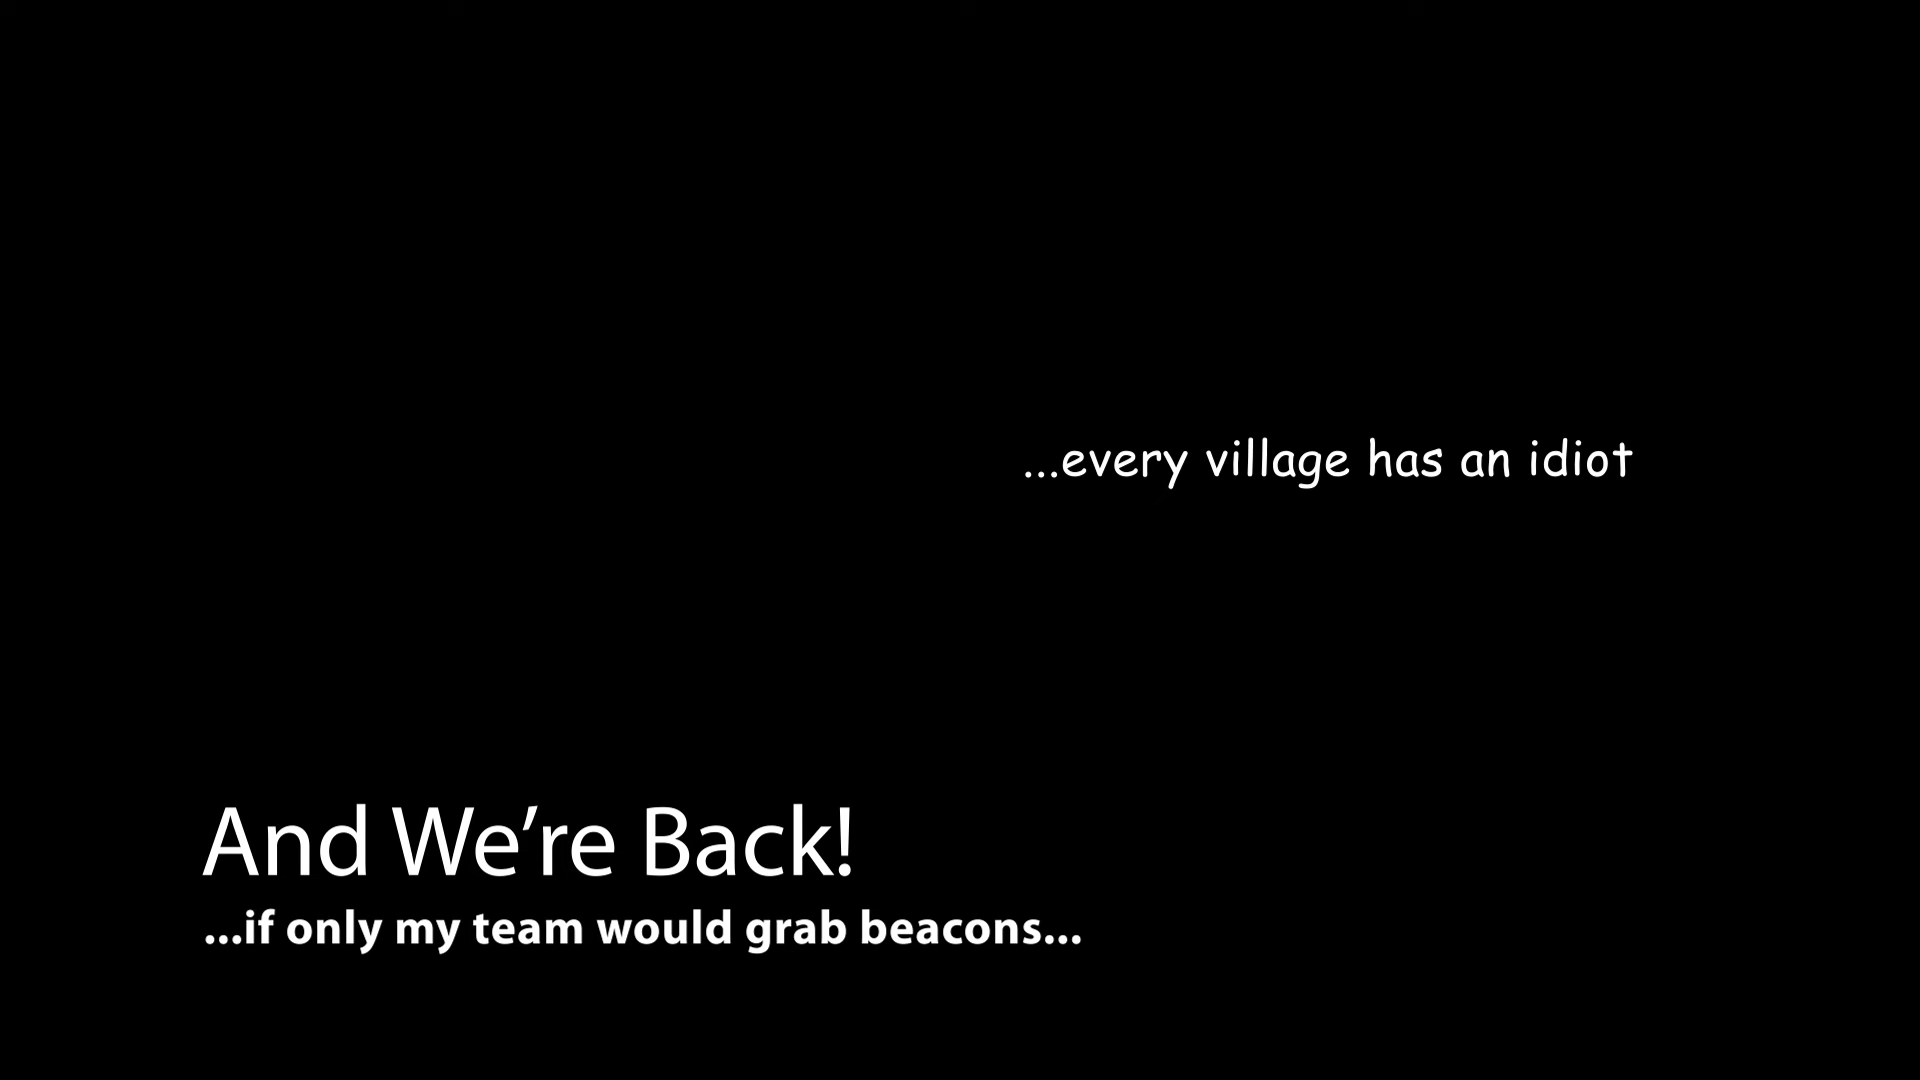 ...every village has an idiot
And We’re Back!
...if only my team would grab beacons...